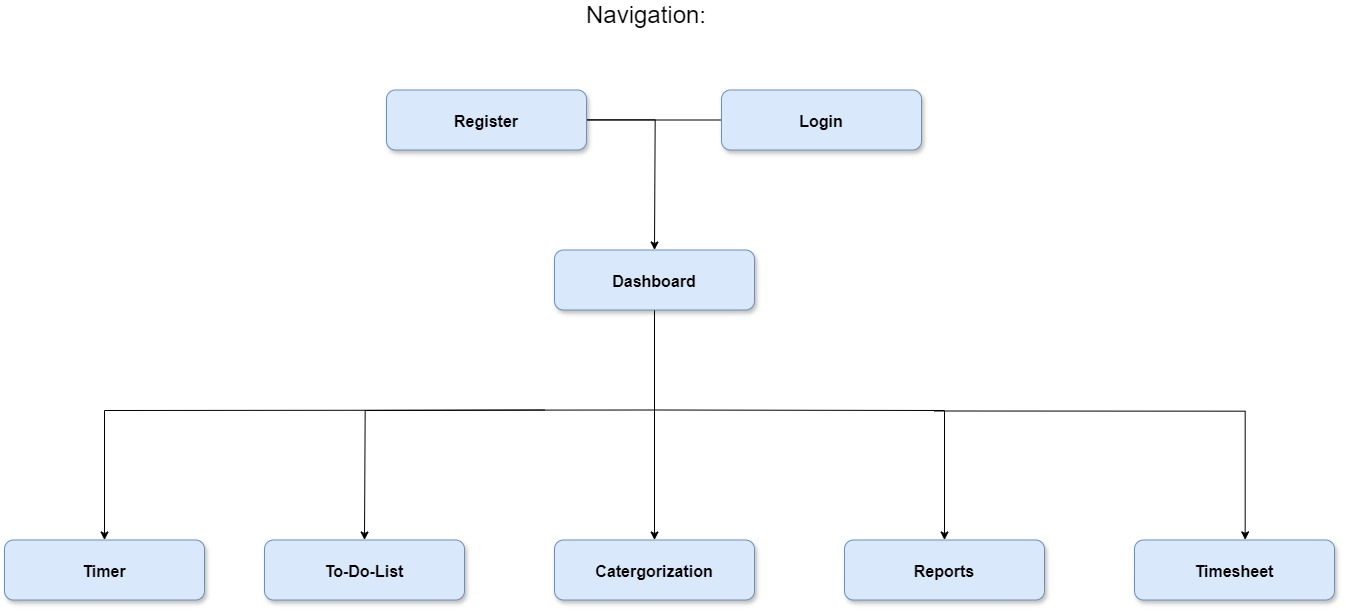 Navigation:
Register
Login
Dashboard
Timer
To-Do-List
Catergorization
Reports
Timesheet